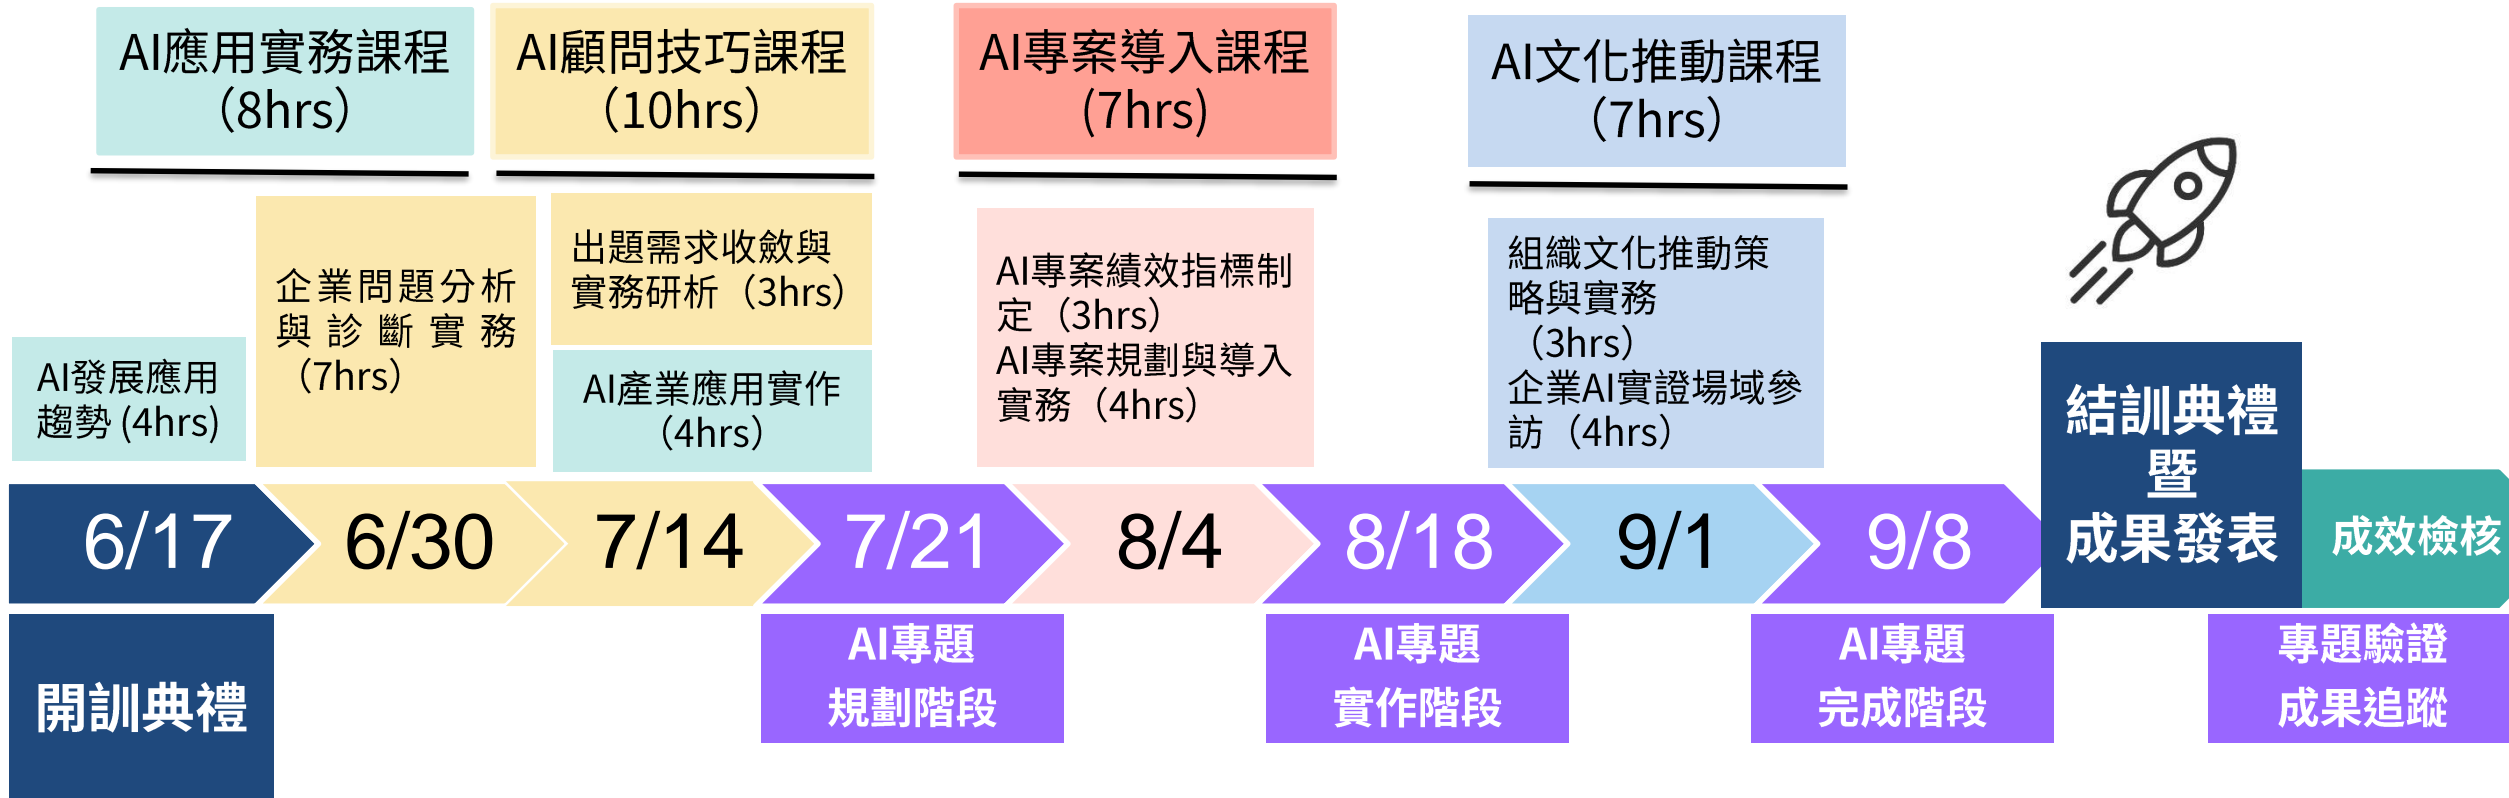 AI應用實務課程
（8hrs）
AI顧問技巧課程
（10hrs）
AI專案導入課程
(7hrs)
AI文化推動課程
（7hrs）
AI發展應用
趨勢 (4hrs)
企業問題分析
與診斷實務
（7hrs）
出題需求收斂與
實務研析（3hrs）
AI產業應用實作
（4hrs）
AI專案績效指標制
定（3hrs）
AI專案規劃與導入
實務（4hrs）
組織文化推動策
略與實務
（3hrs）
企業AI實證場域參
訪（4hrs）
6/17
6/30
7/14
7/21
8/4
8/18
9/1
9/8
結訓典禮
暨
成果發表
成效檢核
開訓典禮
AI專題
規劃階段
AI專題
實作階段
AI專題
完成階段
專題驗證
成果追蹤